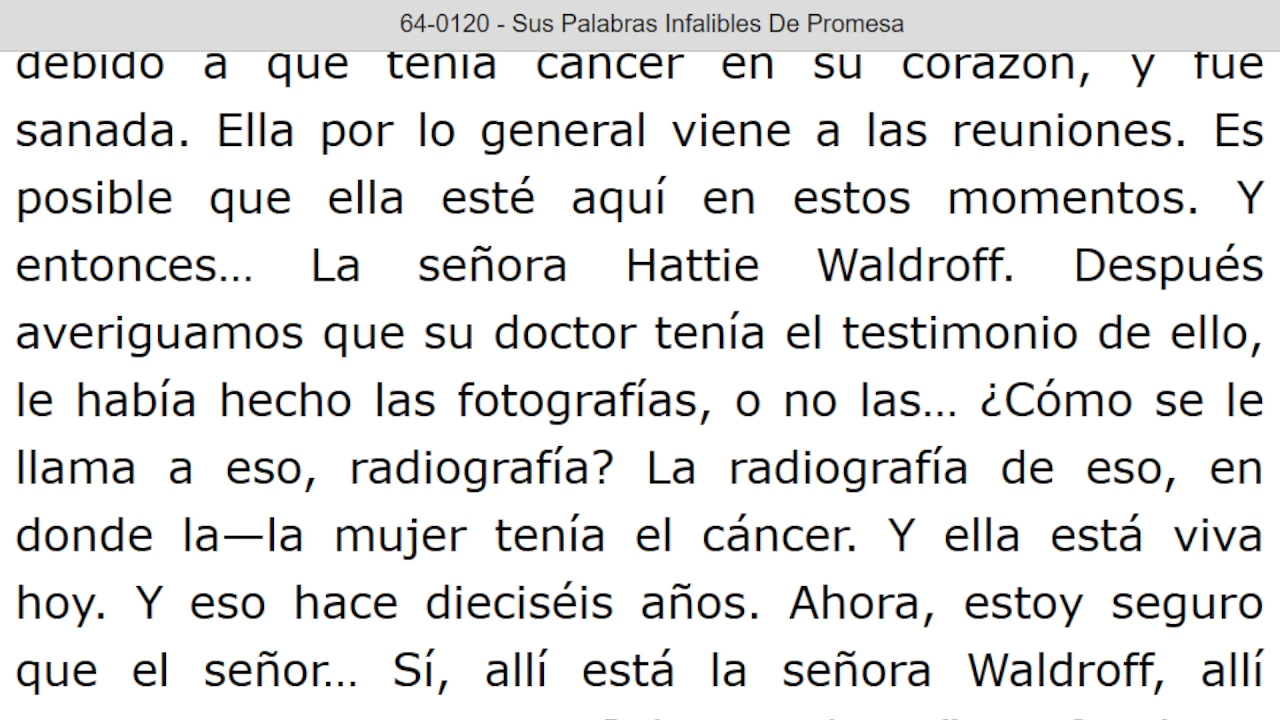 64-0120 - Sus Palabras Infalibles De Promesa
debido a que tenía cáncer en su corazón, y fue
sanada. Ella por lo general viene a las reuniones. Es
posible que ella esté aquí en estos momentos. Y
entonces… La señora Hattie Waldroff. Después
averiguamos que su doctor tenía el testimonio de ello,
le había hecho las fotografías, o no las… ¿Cómo se le
llama a eso, radiografía? La radiografía de eso, en
donde la—la mujer tenía el cáncer. Y ella está viva
hoy. Y eso hace dieciséis años. Ahora, estoy seguro
que el señor… Sí, allí está la señora Waldroff, allí